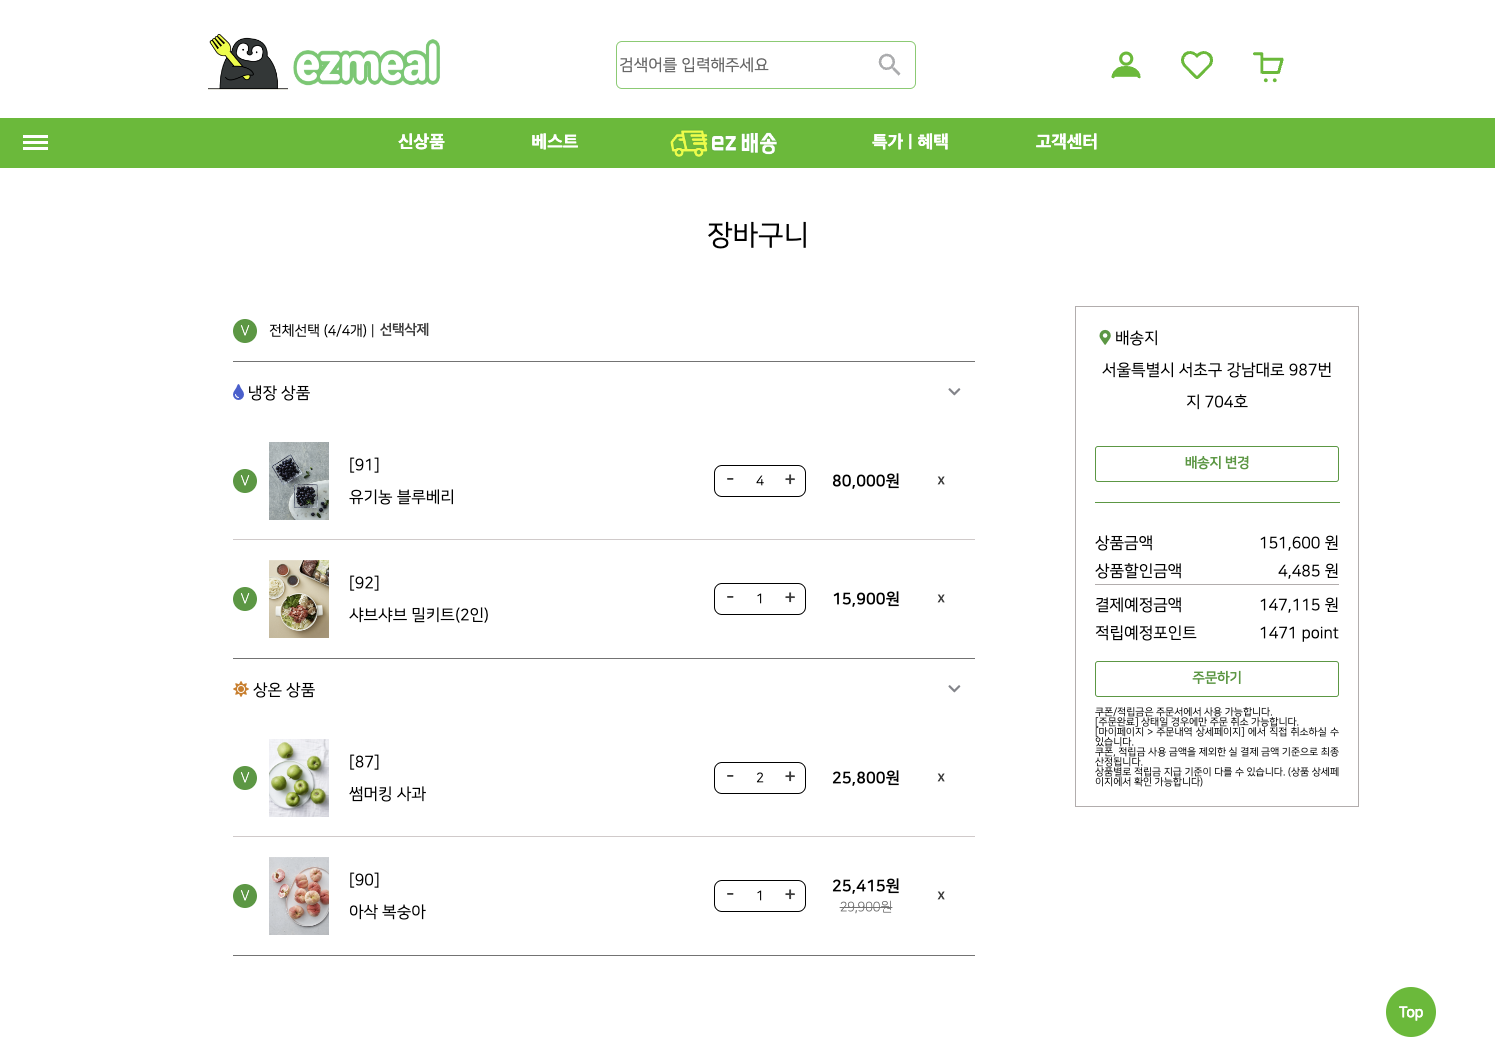 ezmeal
검색어를 입력해주세요
신상품 베스트 ez 배송 특가 | 혜택 고객센터
장바구니
V 전체선택 (4/4개) | 선택삭제
냉장 상품
V [91]
유기농 블루베리
- 4 + 80,000원 x
V [92]
샤브샤브 밀키트(2인)
- 1 + 15,900원 x
상온 상품
V [87]
썸머킹 사과
- 2 + 25,800원 x
V [90]
아삭 복숭아
- 1 + 25,415원 x
29,900원
배송지
서울특별시 서초구 강남대로 987번
지 704호
배송지 변경
상품금액 151,600 원
상품할인금액 4,485 원
결제예정금액 147,115 원
적립예정포인트 1471 point
주문하기
쿠폰/적립금은 주문서에서 사용 가능합니다.
[주문완료] 상태일 경우에만 주문 취소 가능합니다.
[마이페이지 > 주문내역 상세페이지] 에서 직접 취소하실 수
있습니다.
쿠폰, 적립금 사용 금액을 제외한 실 결제 금액 기준으로 최종
산정됩니다.
상품별로 적립금 지급 기준이 다를 수 있습니다. (상품 상세페
이지에서 확인 가능합니다)
Top